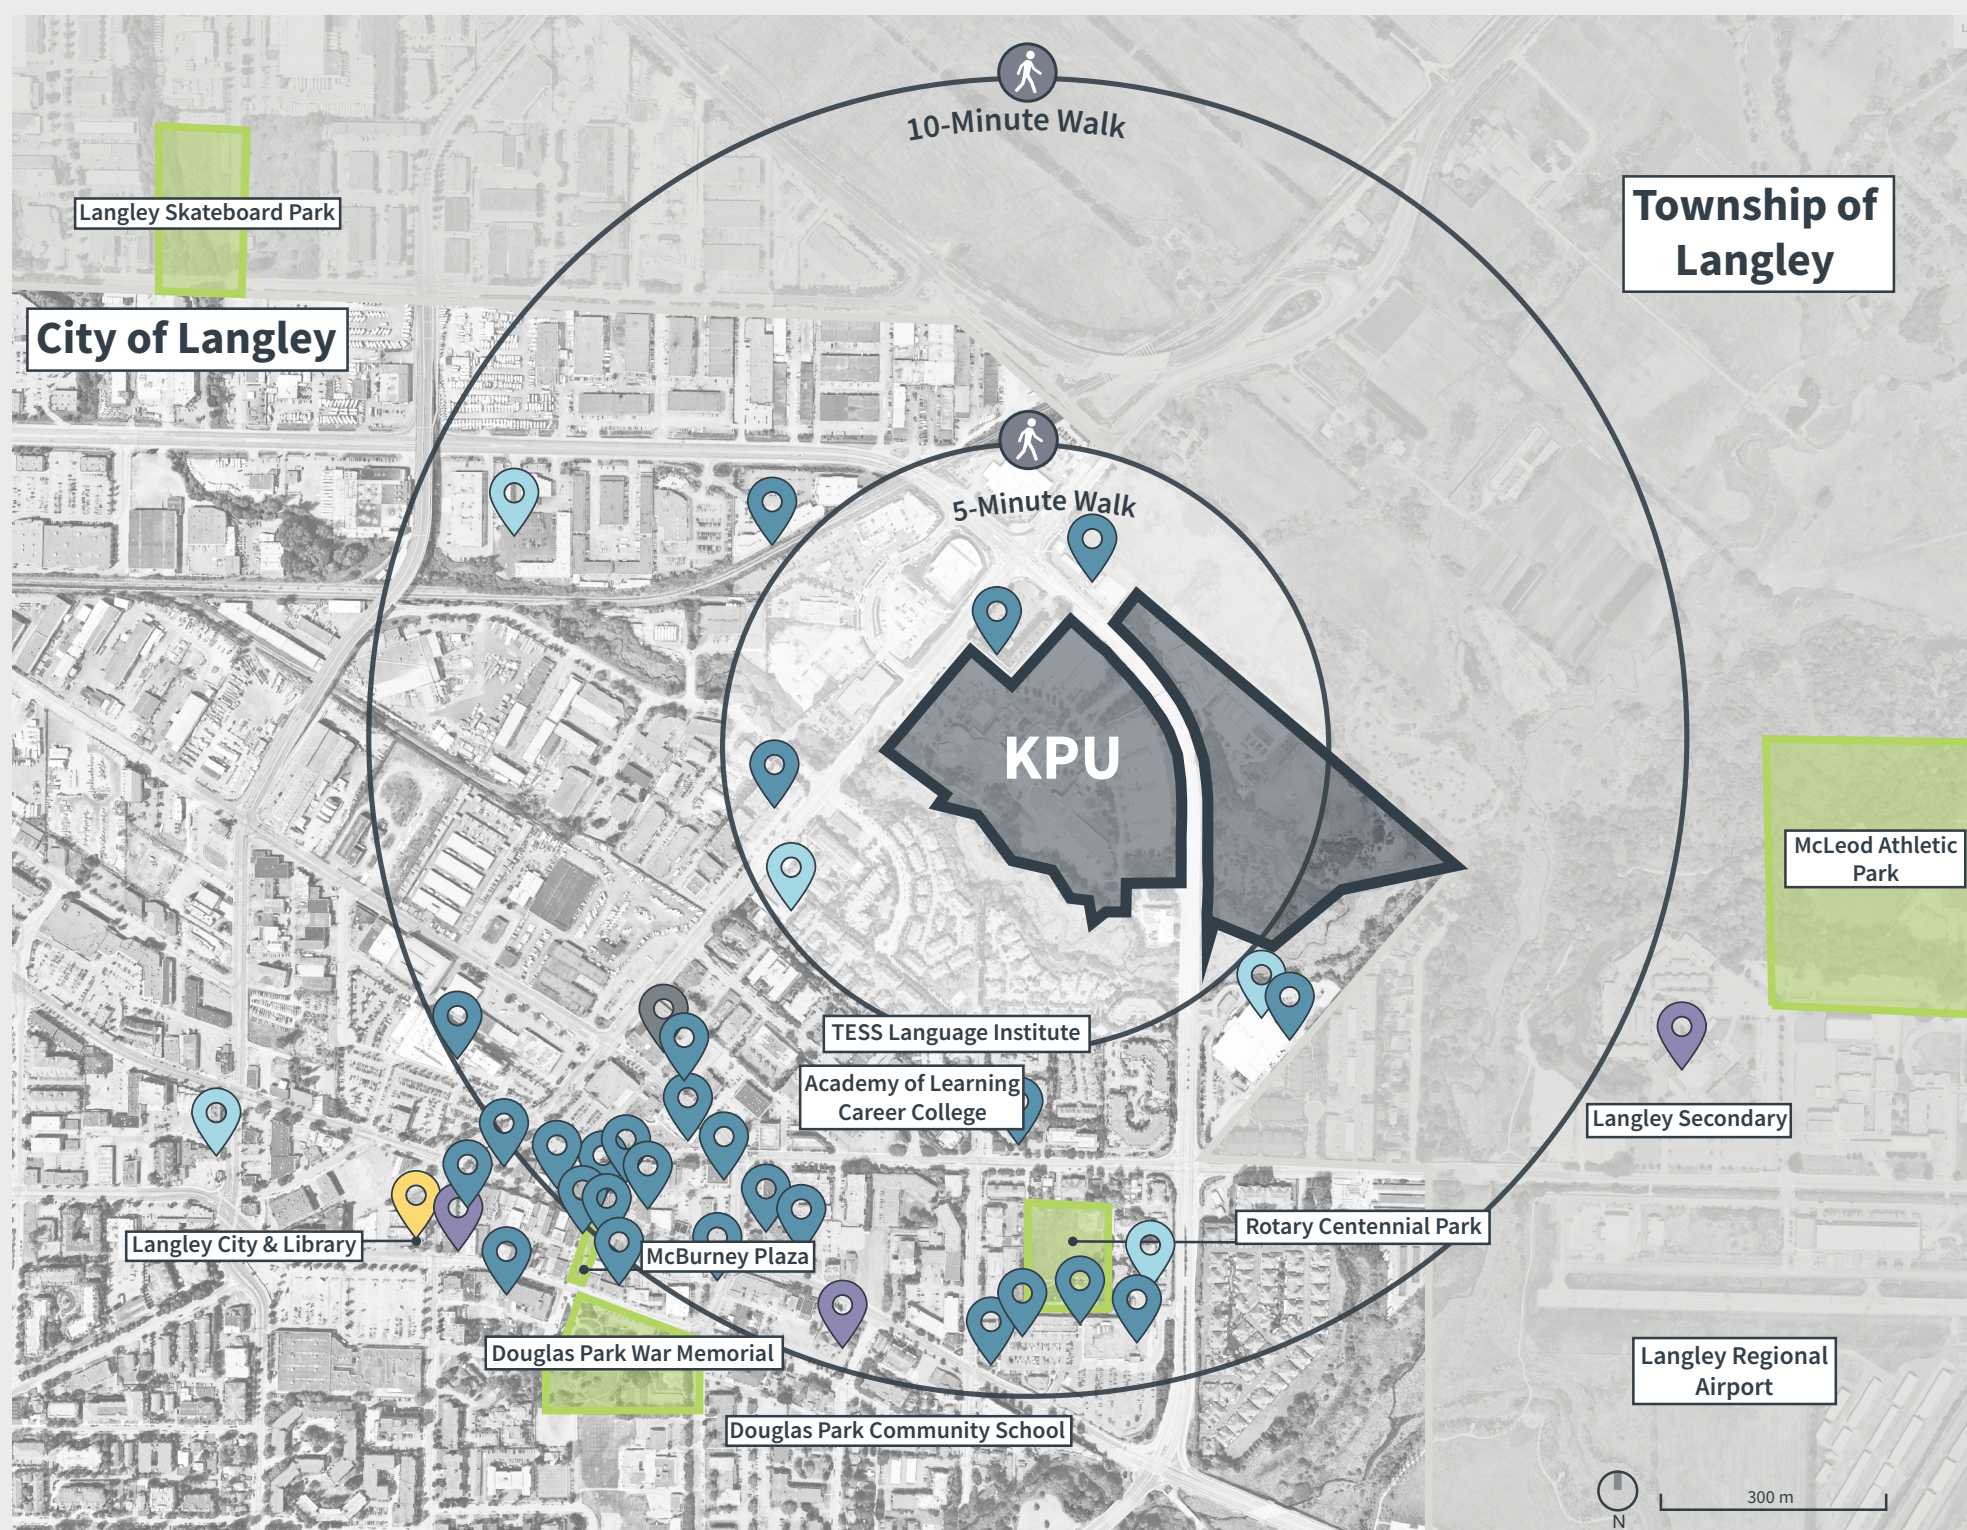 10-Minute Walk
Langley Skateboard Park
Township of
Langley
City of Langley
5-Minute Walk
KPU
McLeod Athletic
Park
TESS Language Institute
Academy of Learning
Career College
Langley Secondary
Rotary Centennial Park
Langley City & Library
McBurney Plaza
Douglas Park War Memorial
Langley Regional
Airport
Douglas Park Community School
300 m
N